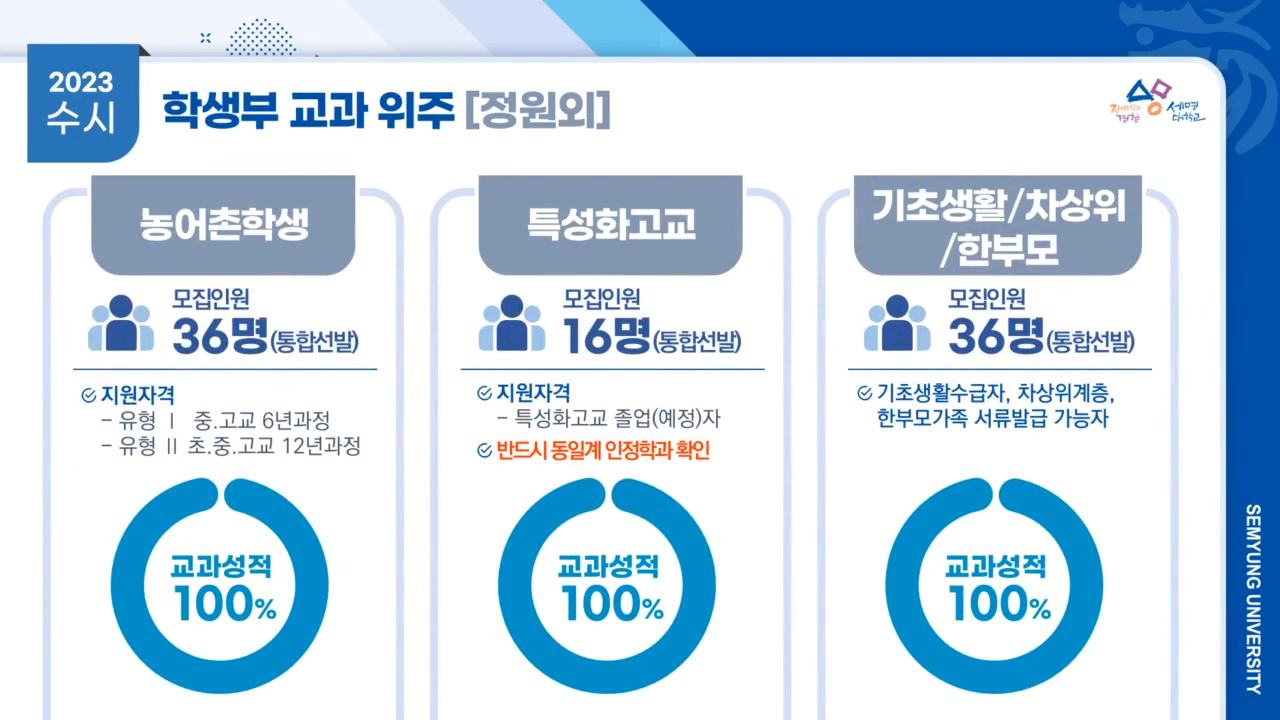 2023
수시
학생부 교과 위주 [정원외]
재미있는
경험
세명
대학교
농어촌학생
모집인원
36명(통합선발)
지원자격
- 유형 Ⅰ 중.고교 6년과정
- 유형 Ⅱ 초.중.고교 12년과정
교과성적
100%
특성화고교
모집인원
16명(통합선발)
지원자격
- 특성화고교 졸업(예정)자
반드시 동일계 인정학과 확인
교과성적
100%
기초생활/차상위
/한부모
모집인원
36명(통합선발)
기초생활수급자, 차상위계층,
한부모가족 서류발급 가능자
교과성적
100%
SEMYUNG UNIVERSITY